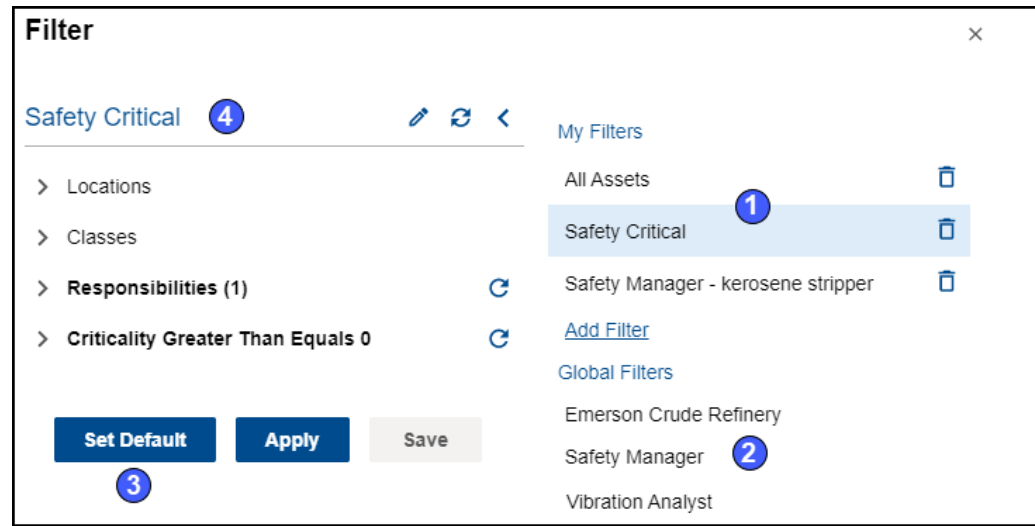 Filter
Safety Critical 4
Locations
Classes
Responsibilities (1)
Criticality Greater Than Equals 0
Set Default Apply Save
3
My Filters
All Assets
1
Safety Critical
Safety Manager - kerosene stripper
Add Filter
Global Filters
Emerson Crude Refinery
Safety Manager 2
Vibration Analyst